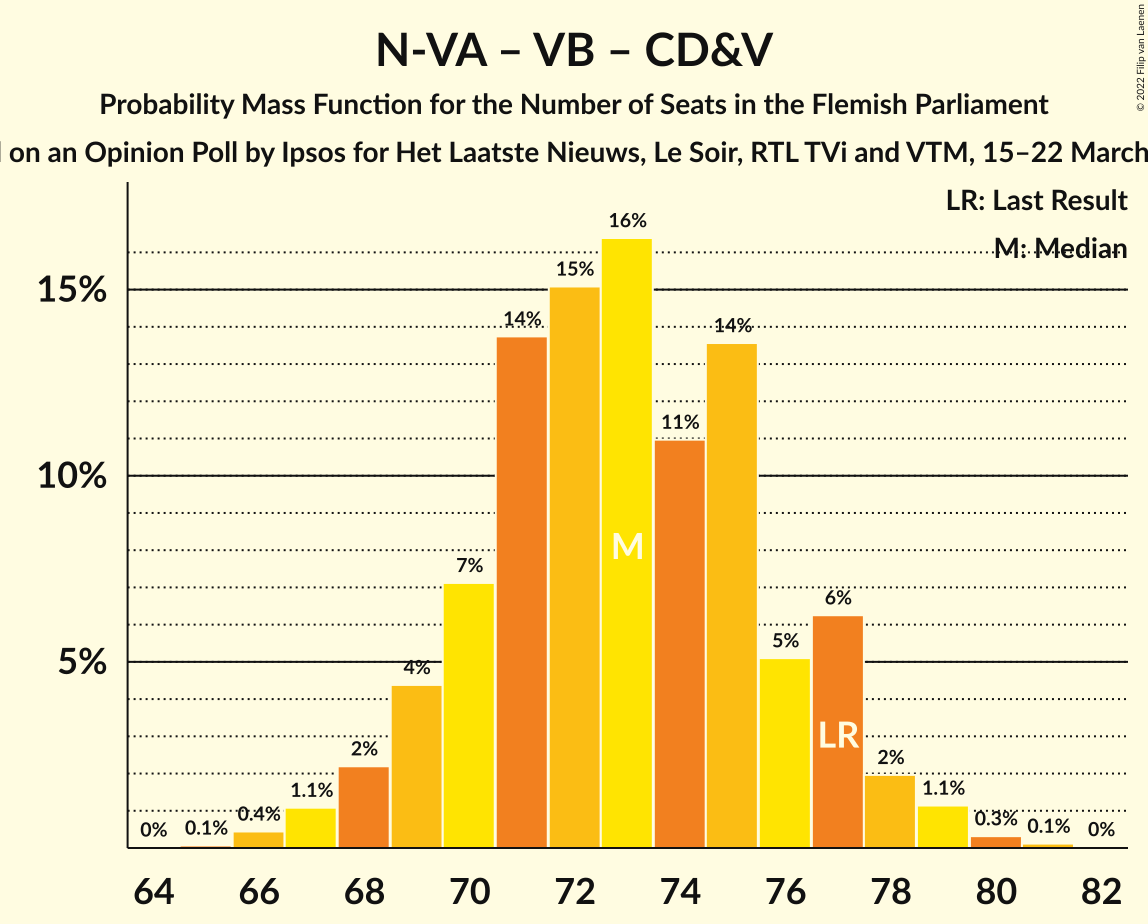 © 2022 Filip van Laenen
N-VA – VB – CD&V
Probability Mass Function for the Number of Seats in the Flemish Parliament
on an Opinion Poll by Ipsos for Het Laatste Nieuws, Le Soir, RTL TVi and VTM, 15–22 March
LR: Last Result
M: Median
16%
15%
14%
14%
11%
7%
6%
5%
4%
2%
2%
1.1%
1.1%
0.4%
0.3%
0.1%
0.1%
0%
0%
M
LR
15%
10%
5%
64 66 68 70 72 74 76 78 80 82